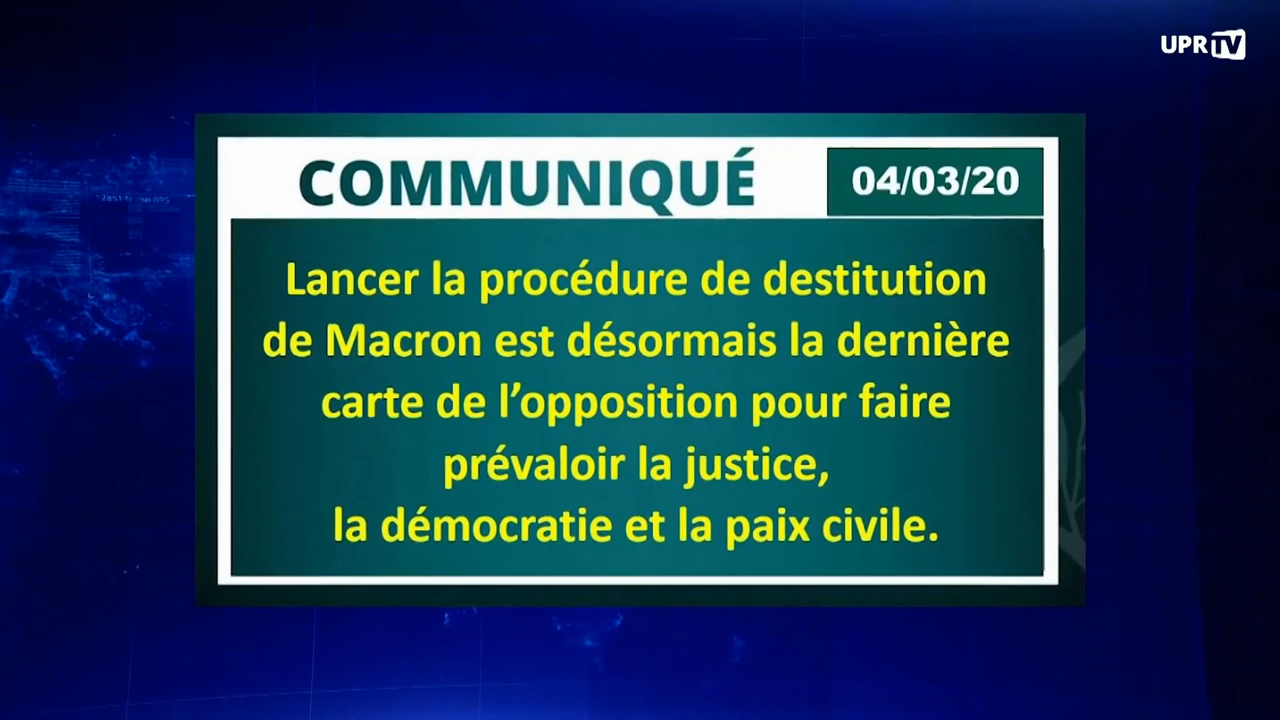 UPR TV
COMMUNIQUÉ
04/03/20
Lancer la procédure de destitution
de Macron est désormais la dernière
carte de l’opposition pour faire
prévaloir la justice,
la démocratie et la paix civile.